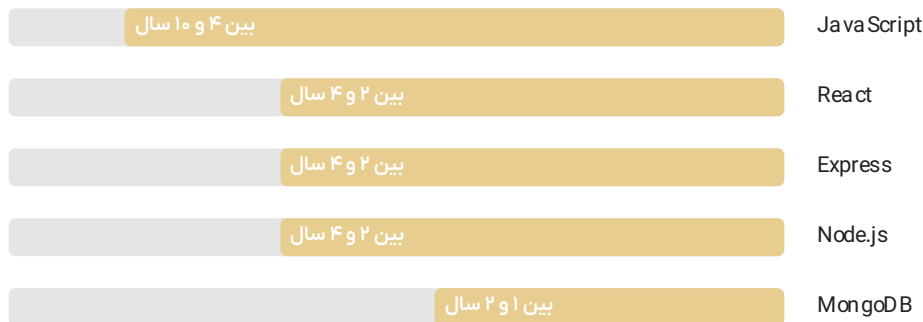 JavaScript بین ۴ و ۱۰ سال
React بین ۲ و ۴ سال
Express بین ۲ و ۴ سال
Node.js بین ۲ و ۴ سال
MongoDB بین ۱ و ۲ سال